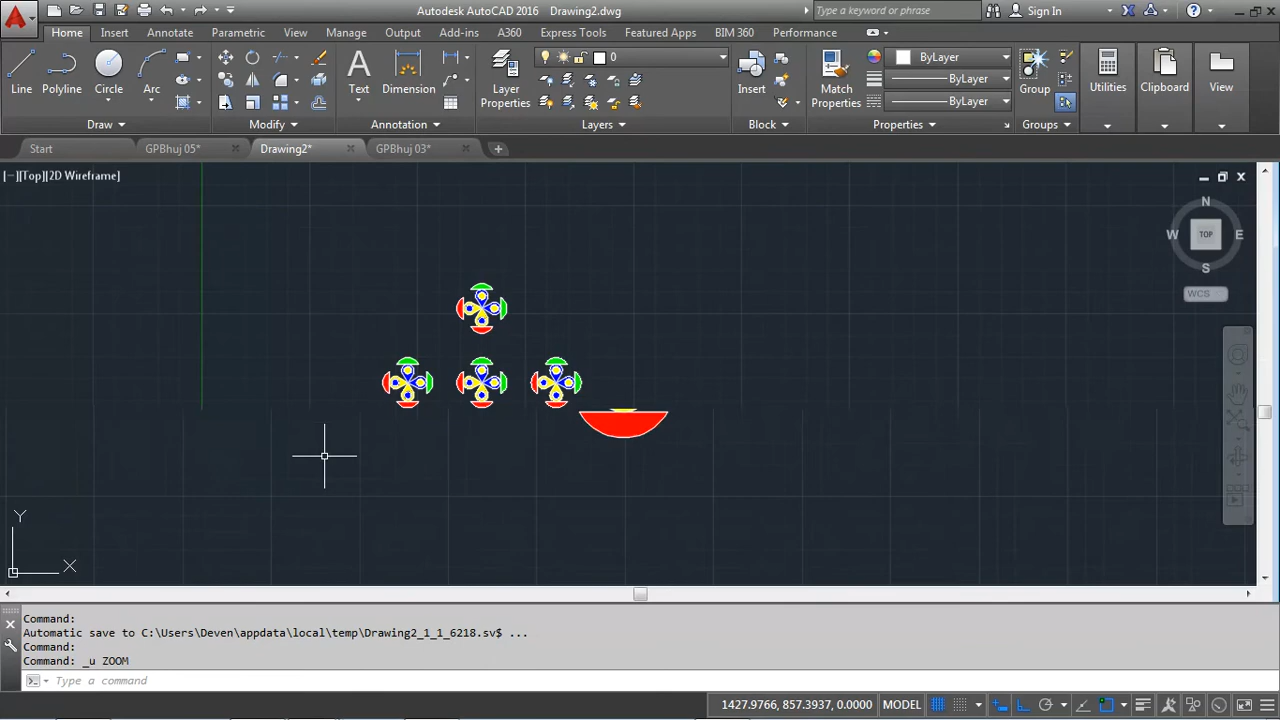 Autodesk AutoCAD 2016 Drawing2.dwg
Type a keyword or phrase
Sign In
Home Insert Annotate Parametric View Manage Output Add-ins A360 Express Tools Featured Apps BIM 360 Performance
0
ByLayer
ByLayer
ByLayer
Line Polyline Circle Arc Text Dimension Layer Properties Insert Match Properties Group Utilities Clipboard View
Draw Modify Annotation Layers Block Properties Groups
Start GPBhuj 05* Drawing2* GPBhuj 03*
[−][Top][2D Wireframe]
N
W TOP E
S
WCS
Y
X
Command:
Automatic save to C:\Users\Deven\appdata\local\temp\Drawing2_1_1_6218.sv$ ...
Command:
Command: _u ZOOM
Type a command
1427.9766, 857.3937, 0.0000 MODEL